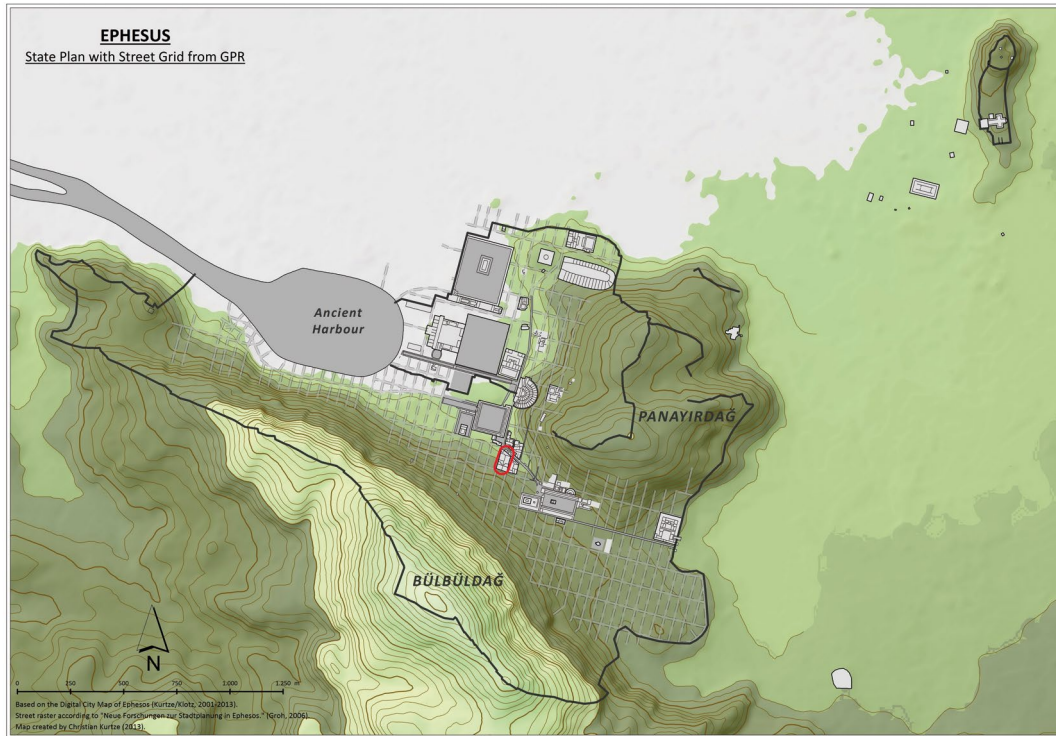 EPHESUS
State Plan with Street Grid from GPR
Ancient
Harbour
PANAYIRDAĞ
BÜLBÜLDAĞ
N
0 250 500 750 1.000 1.250 m
Based on the Digital City Map of Ephesos (Kurtze/Klotz, 2001-2013).
Street raster according to "Neue Forschungen zur Stadtplanung in Ephesos." (Groh, 2006).
Map created by Christian Kurtze (2013).